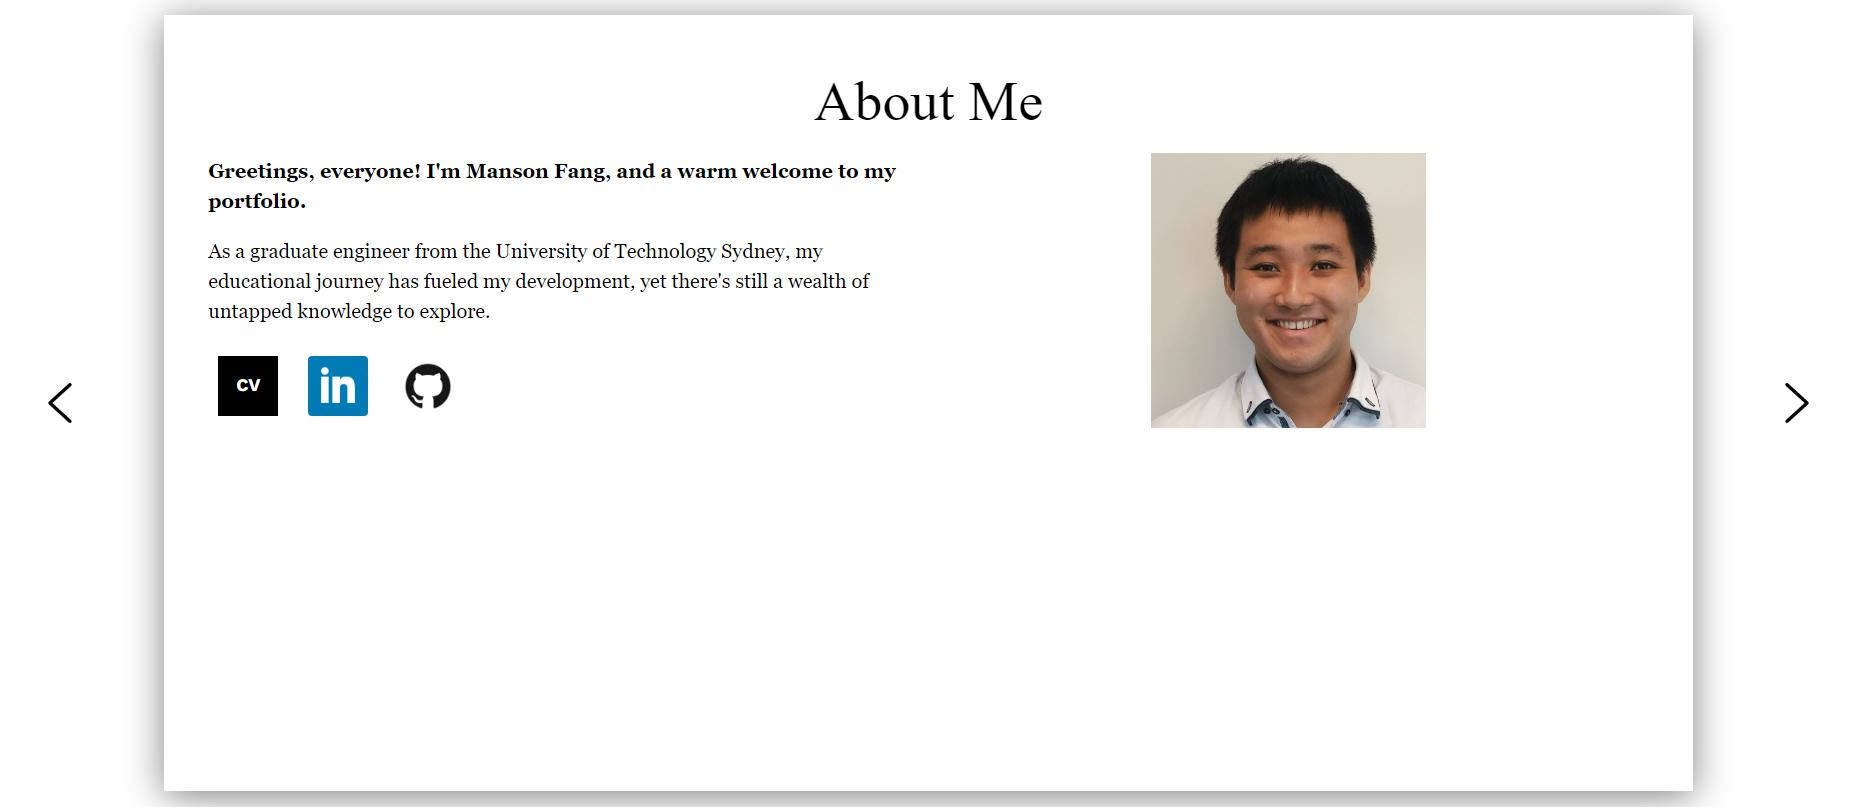 About Me
Greetings, everyone! I'm Manson Fang, and a warm welcome to my
portfolio.
As a graduate engineer from the University of Technology Sydney, my
educational journey has fueled my development, yet there's still a wealth of
untapped knowledge to explore.
CV in